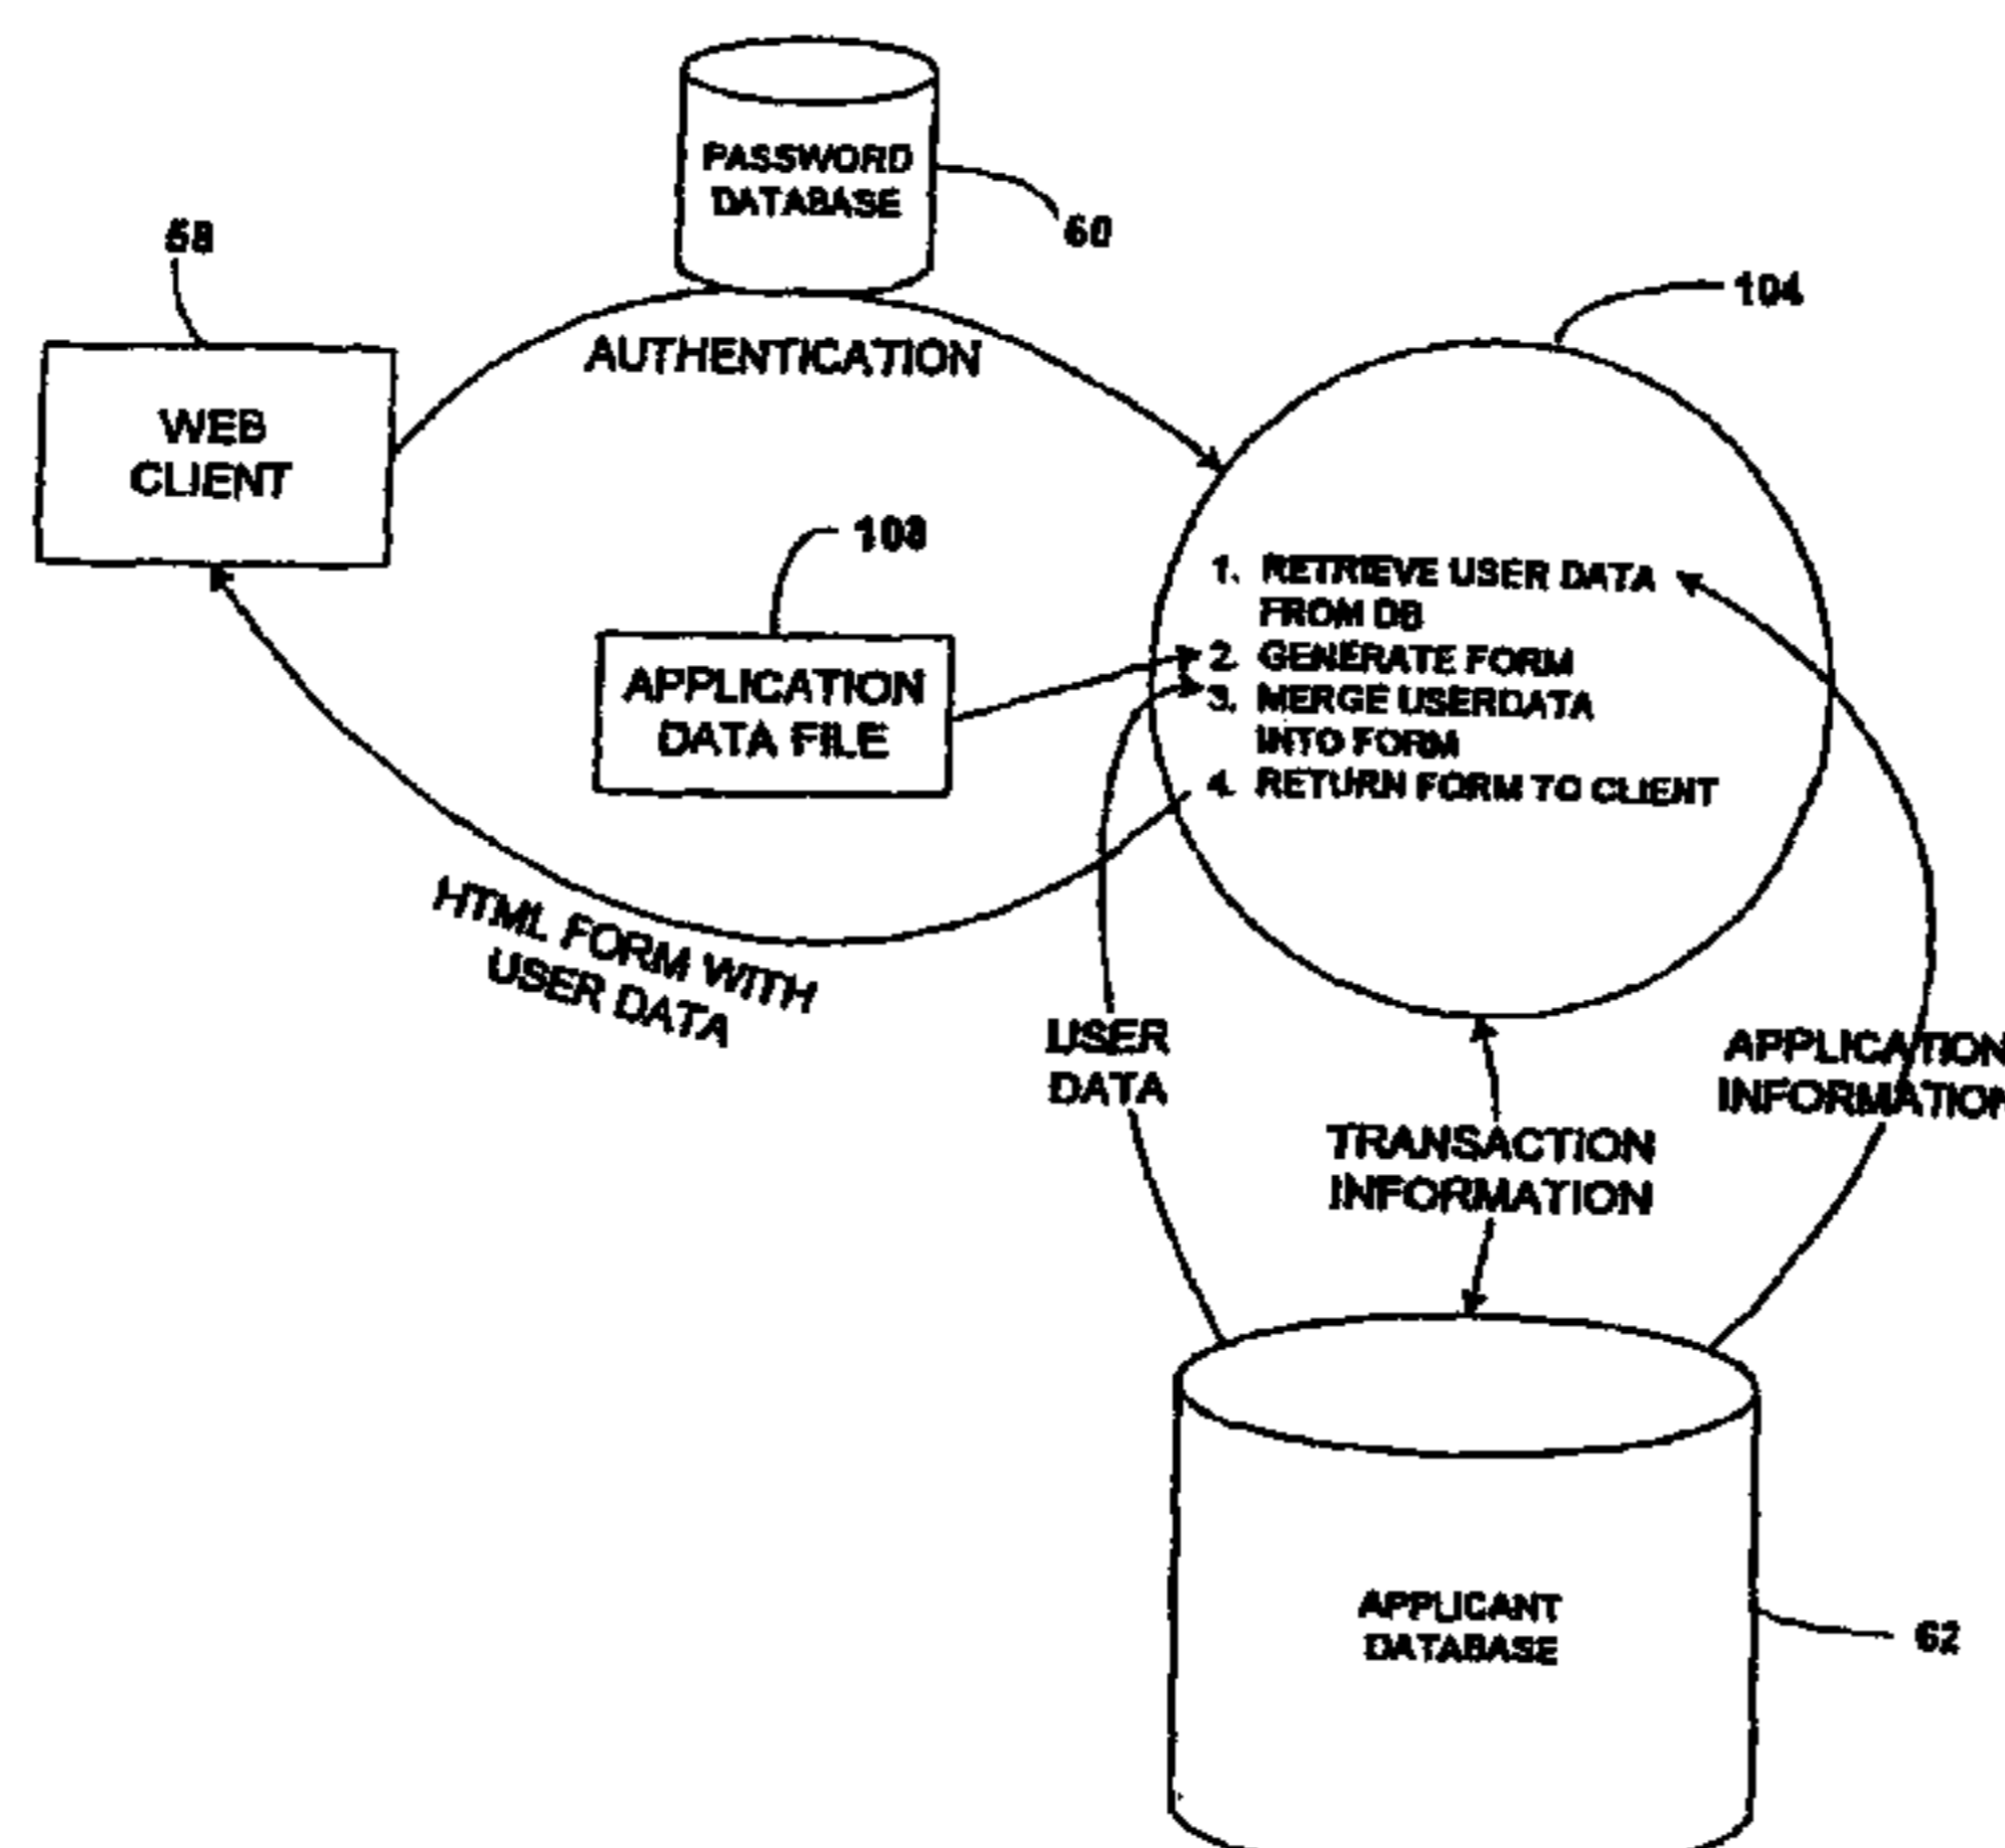 PASSWORD
DATABASE
60
58
104
AUTHENTICATION
WEB
CLIENT
108
1. RETRIEVE USER DATA
FROM DB
2. GENERATE FORM
3. MERGE USERDATA
INTO FORM
4. RETURN FORM TO CLIENT
APPLICATION
DATA FILE
HTML FORM WITH
USER DATA
USER
DATA
APPLICATION
INFORMATION
TRANSACTION
INFORMATION
APPLICANT
DATABASE
62